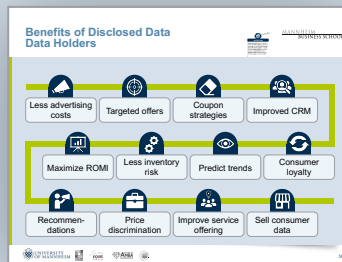 Benefits of Disclosed Data
Data Holders
MANNHEIM
BUSINESS SCHOOL
Less advertising
costs
Targeted offers
Coupon
strategies
Improved CRM
Maximize ROMI
Less inventory
risk
Predict trends
Consumer
loyalty
Recommen-
dations
Price
discrimination
Improve service
offering
Sell consumer
data
UNIVERSITY
OF MANNHEIM